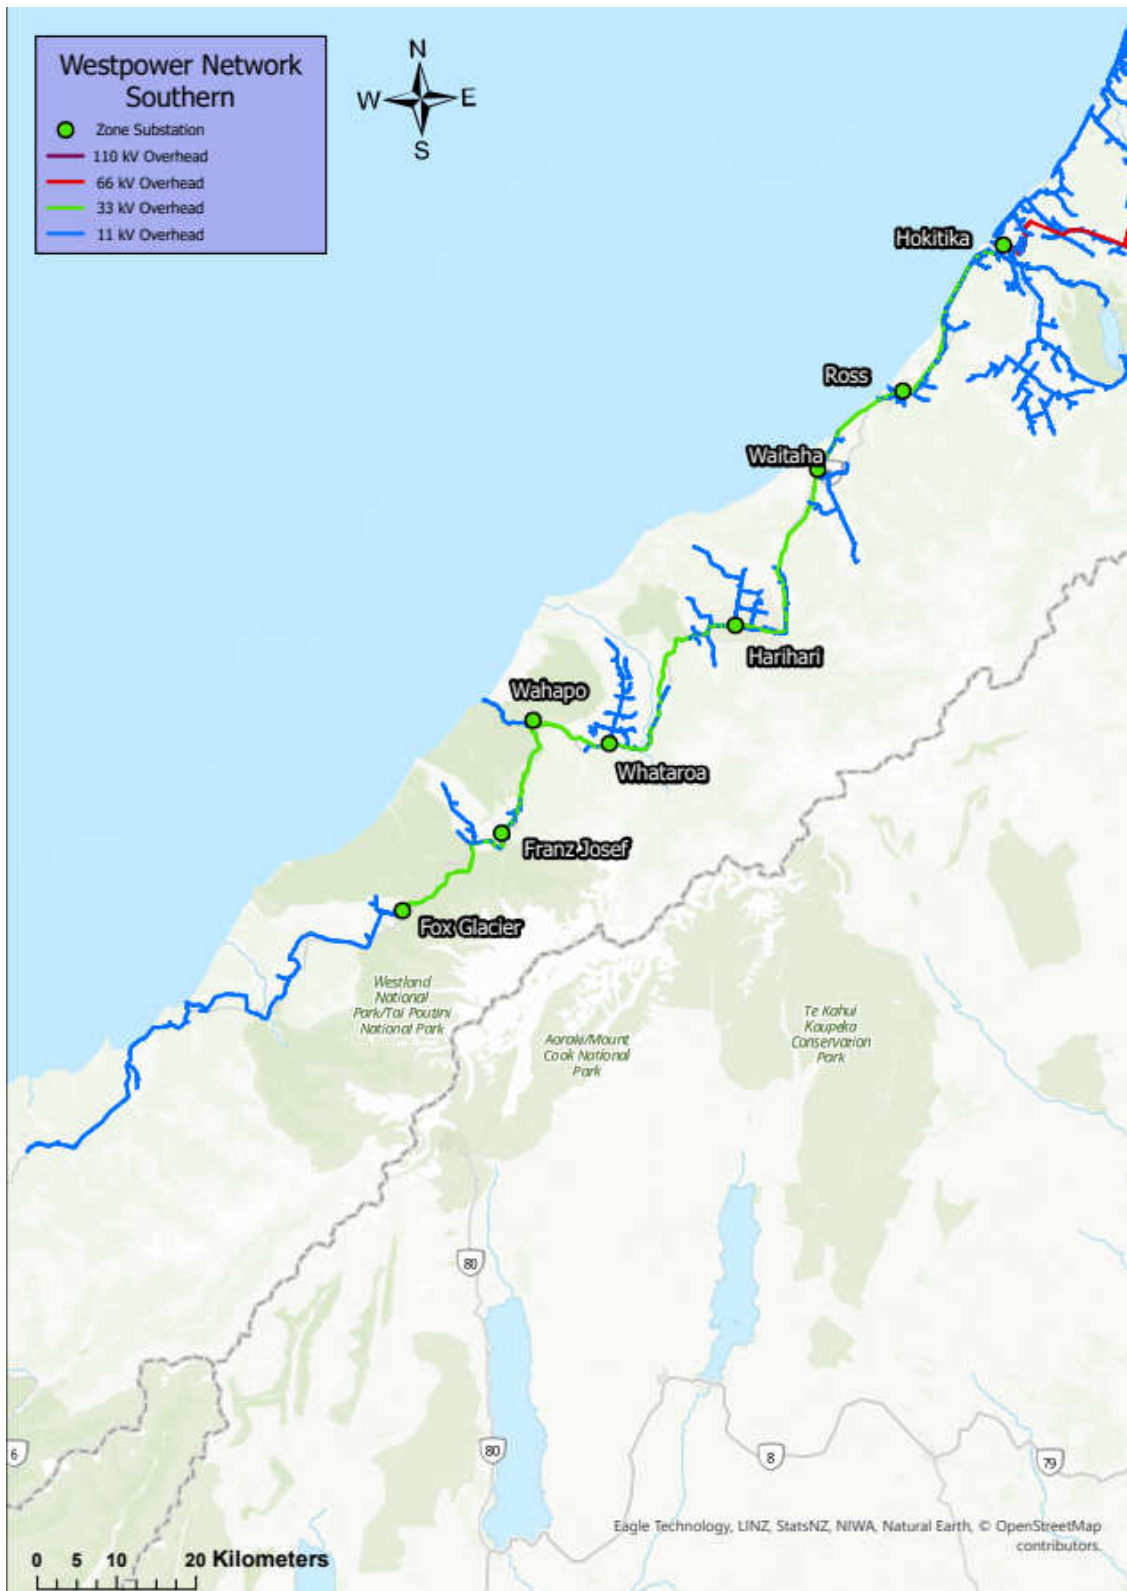 Westpower Network
Southern
Zone Substation
110 kV Overhead
66 kV Overhead
33 kV Overhead
11 kV Overhead
N
W
E
S
Hokitika
Ross
Waitaha
Harihari
Wahapo
Whataroa
Franz Josef
Fox Glacier
Westland
National
Park/Tai Poutini
National Park
Aoraki/Mount
Cook National
Park
Te Kahui
Kaupeka
Conservation
Park
80
6
80
8
79
Eagle Technology, LINZ, StatsNZ, NIWA, Natural Earth, © OpenStreetMap
contributors.
0 5 10 20 Kilometers